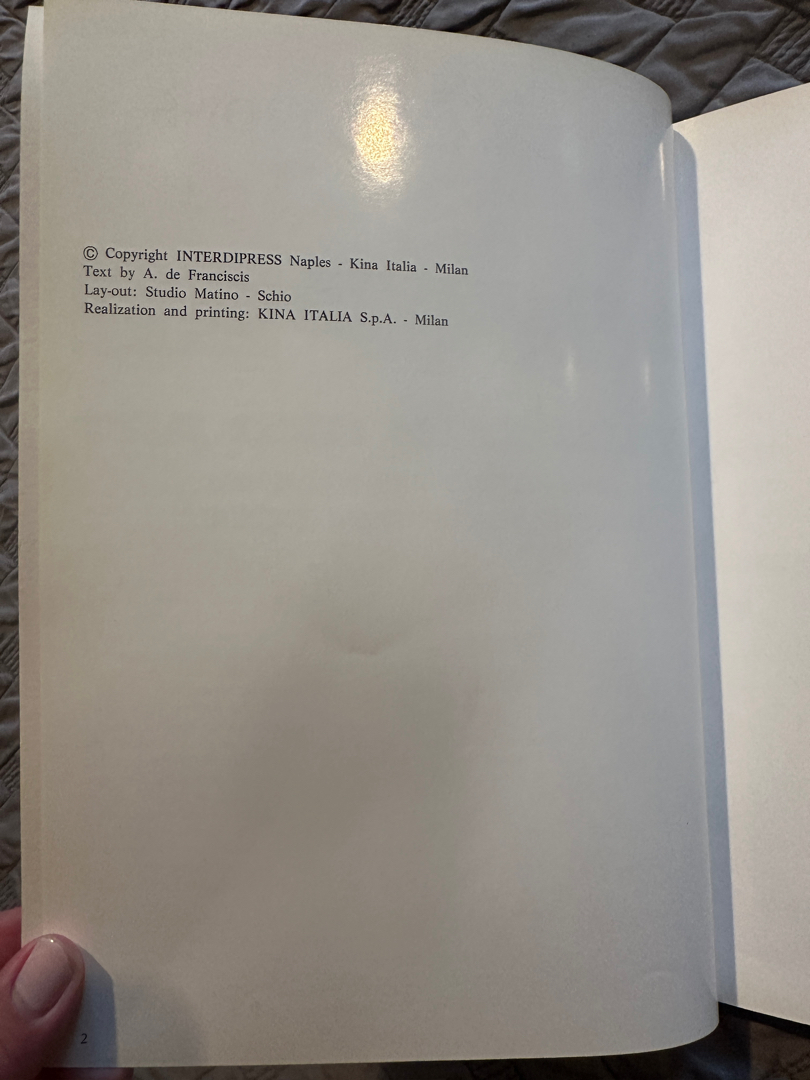 © Copyright INTERDIPRESS Naples - Kina Italia - Milan
Text by A. de Franciscis
Lay-out: Studio Matino - Schio
Realization and printing: KINA ITALIA S.p.A. - Milan
2